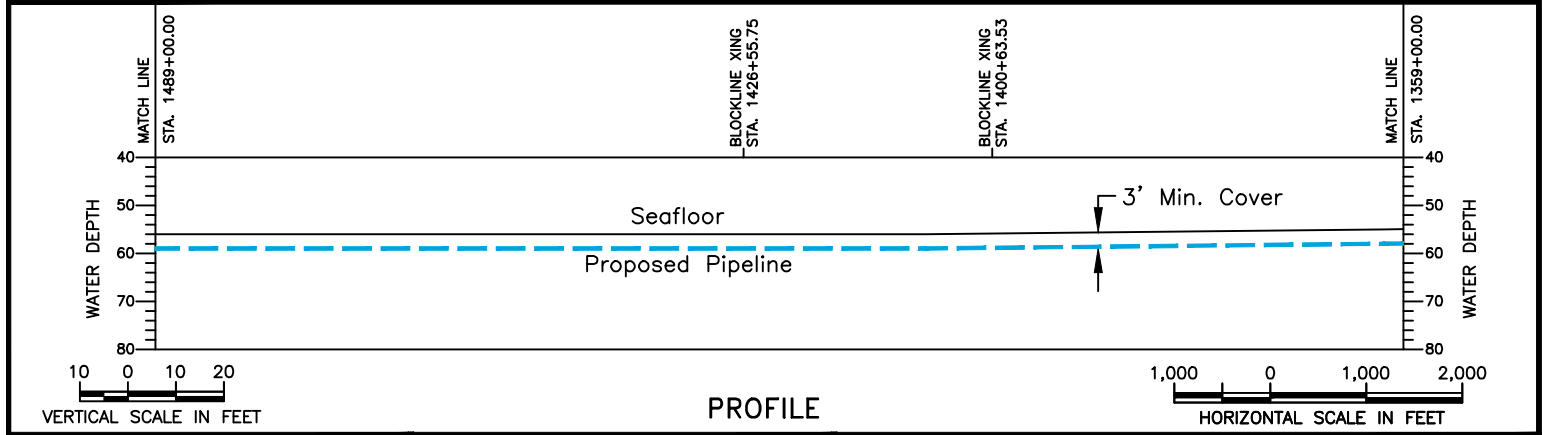 MATCH LINE
STA. 1489+00.00
BLOCKLINE XING
STA. 1426+55.75
BLOCKLINE XING
STA. 1400+63.53
MATCH LINE
STA. 1359+00.00
40
50
60
70
80
WATER DEPTH
Seafloor
Proposed Pipeline
3' Min. Cover
40
50
60
70
80
WATER DEPTH
10 0 10 20
VERTICAL SCALE IN FEET
PROFILE
1,000 0 1,000 2,000
HORIZONTAL SCALE IN FEET